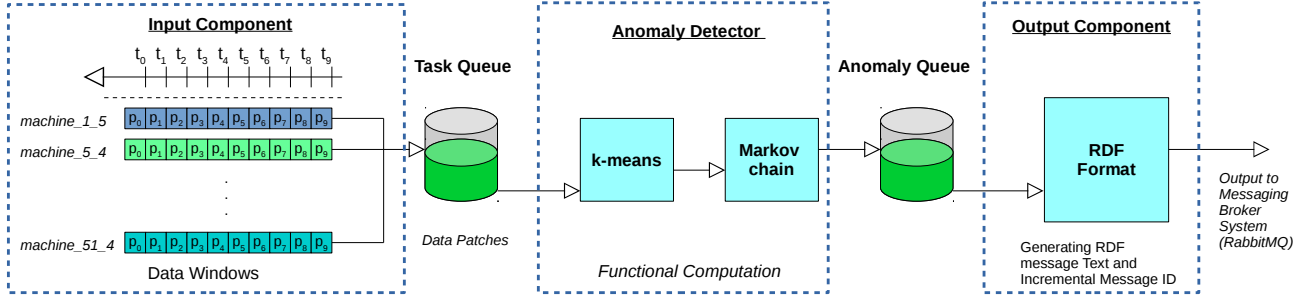 Input Component
t0 t1 t2 t3 t4 t5 t6 t7 t8 t9
machine_1_5 p0 p1 p2 p3 p4 p5 p6 p7 p8 p9
machine_5_4 p0 p1 p2 p3 p4 p5 p6 p7 p8 p9
.
.
.
machine_51_4 p0 p1 p2 p3 p4 p5 p6 p7 p8 p9
Data Windows
Task Queue
Data Patches
Anomaly Detector
k-means
Markov
chain
Functional Computation
Anomaly Queue
Output Component
RDF
Format
Generating RDF
message Text and
Incremental Message ID
Output to
Messaging
Broker
System
(RabbitMQ)